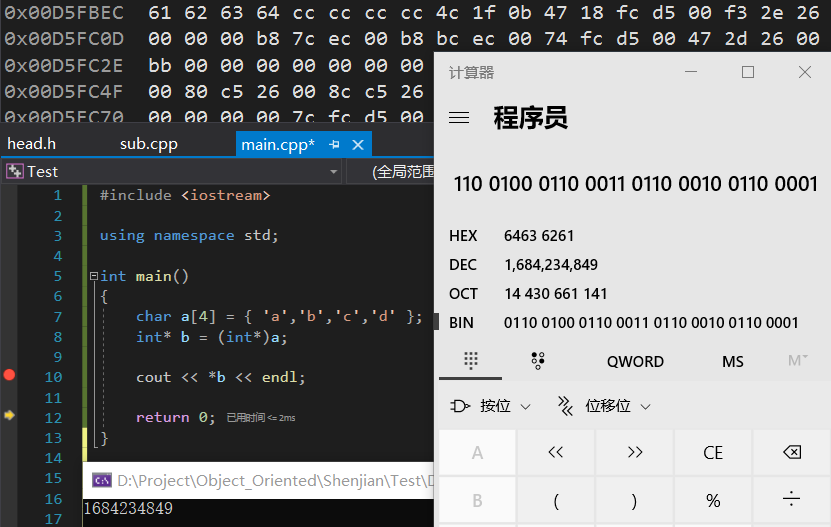 0x00D5FBEC 61 62 63 64 cc cc cc cc 4c 1f 0b 47 18 fc d5 00 f3 2e 26
0x00D5FC0D 00 00 00 b8 7c ec 00 b8 bc ec 00 74 fc d5 00 47 2d 26
0x00D5FC2E bb 00 00 00 00 00 00 00
0x00D5FC4F 00 80 c5 26 00 8c c5 26
0x00D5FC70 00 00 00 00 7c fc d5 00
计算器
程序员
110 0100 0110 0011 0110 0010 0110 0001
HEX 6463 6261
DEC 1,684,234,849
OCT 14 430 661 141
BIN 0110 0100 0110 0011 0110 0010 0110 0001
QWORD MS M
按位 位移位
A << >> CE
B ( ) % ÷
head.h sub.cpp main.cpp*
Test (全局范围
1 #include <iostream>
2
3 using namespace std;
4
5 int main()
6 {
7 char a[4] = { 'a','b','c','d' };
8 int* b = (int*)a;
9
10 cout << *b << endl;
11
12 return 0; 已用时间 <= 2ms
13 }
14
15
16
17
C:\ D:\Project\Object_Oriented\Shenjian\Test\
1684234849